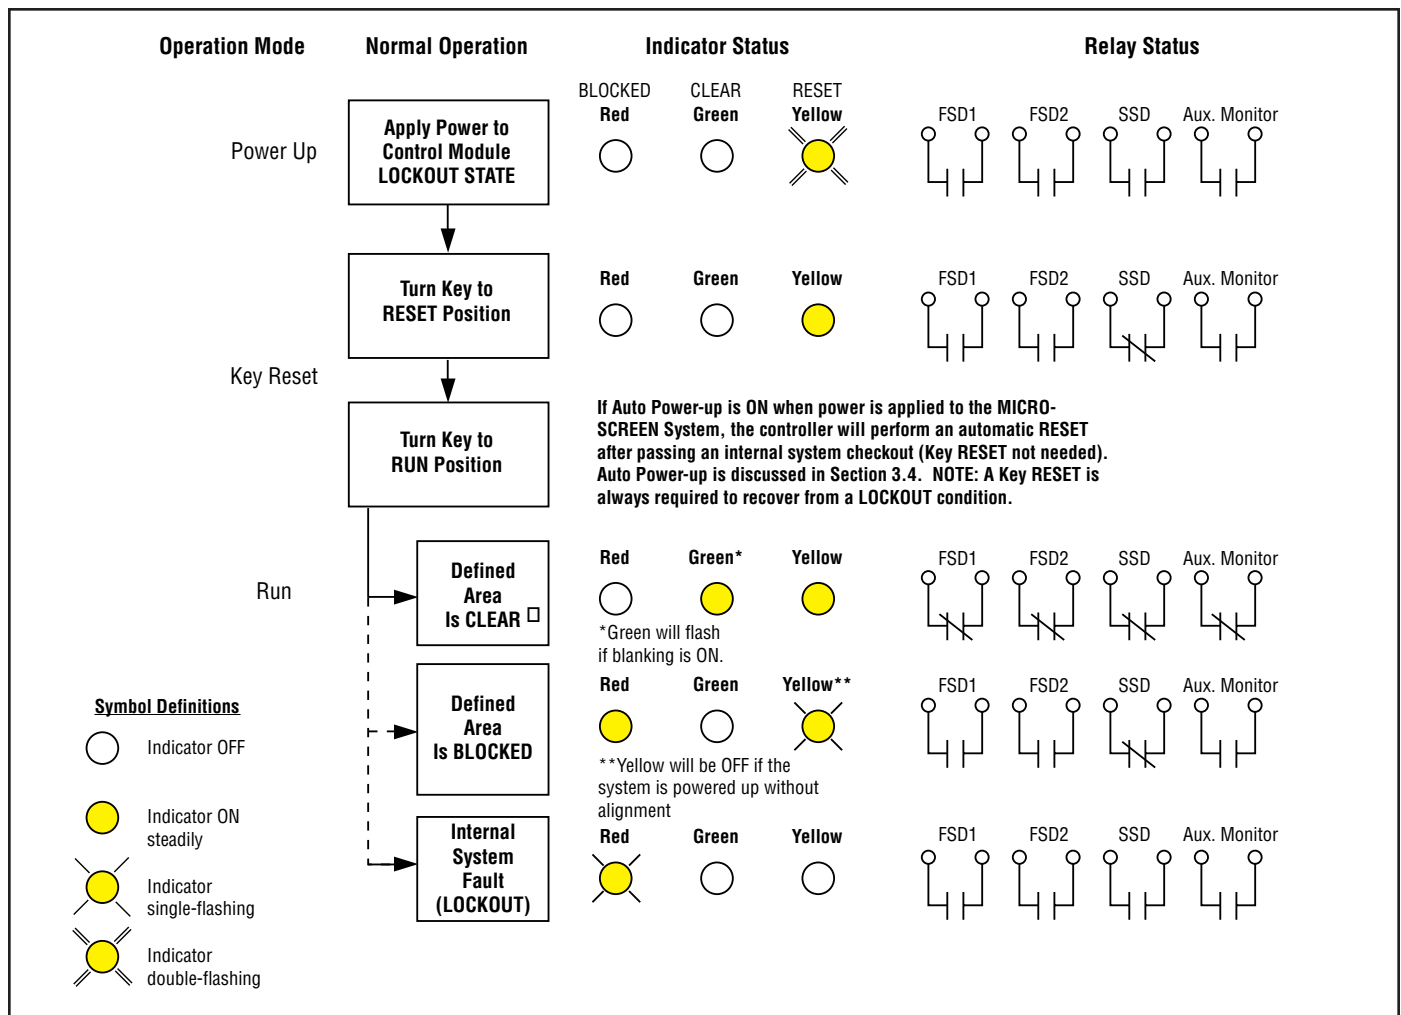 Operation Mode Normal Operation Indicator Status Relay Status
BLOCKED CLEAR RESET
Red Green Yellow
FSD1 FSD2 SSD Aux. Monitor
Power Up
Apply Power to
Control Module
LOCKOUT STATE
Turn Key to
RESET Position
Red Green Yellow
FSD1 FSD2 SSD Aux. Monitor
Key Reset
Turn Key to
RUN Position
If Auto Power-up is ON when power is applied to the MICRO-
SCREEN System, the controller will perform an automatic RESET
after passing an internal system checkout (Key RESET not needed).
Auto Power-up is discussed in Section 3.4. NOTE: A Key RESET is
always required to recover from a LOCKOUT condition.
Run
Defined
Area
Is CLEAR
Red Green* Yellow
FSD1 FSD2 SSD Aux. Monitor
*Green will flash
if blanking is ON.
Defined
Area
Is BLOCKED
Red Green Yellow**
FSD1 FSD2 SSD Aux. Monitor
**Yellow will be OFF if the
system is powered up without
alignment
Internal
System
Fault
(LOCKOUT)
Red Green Yellow
FSD1 FSD2 SSD Aux. Monitor
Symbol Definitions
Indicator OFF
Indicator ON
steadily
Indicator
single-flashing
Indicator
double-flashing